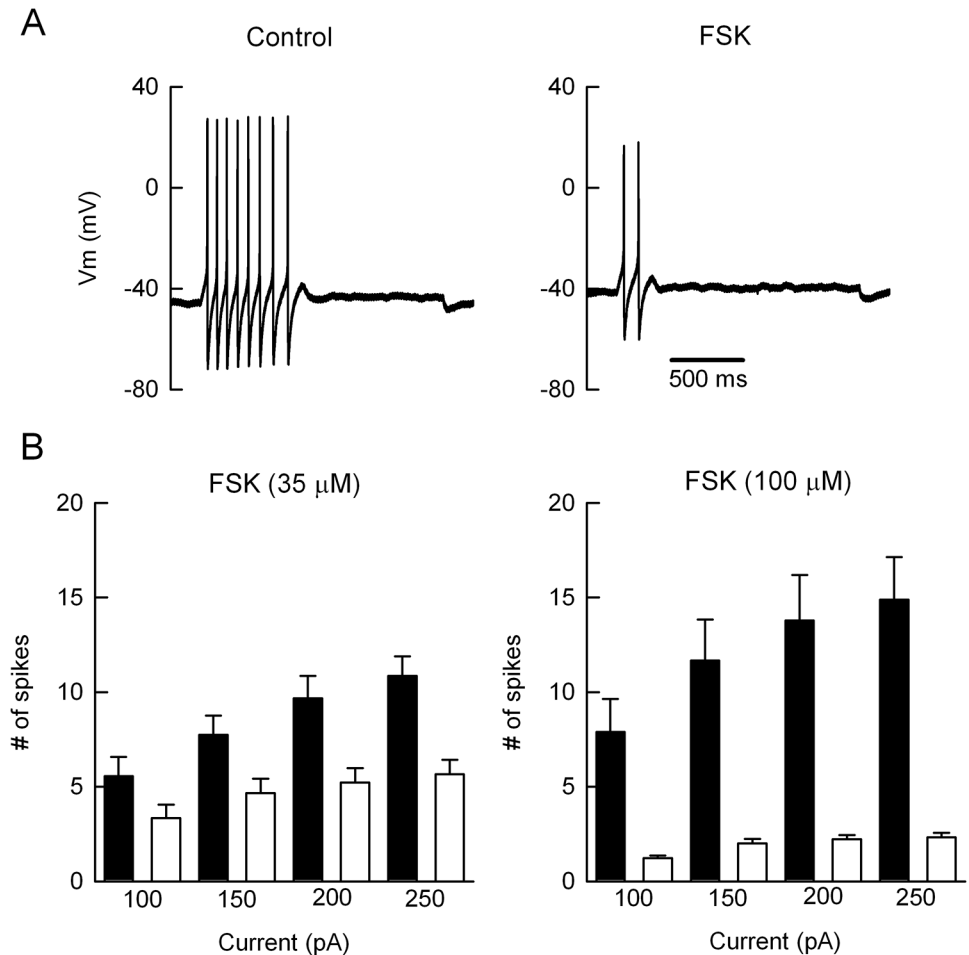 A
Control
FSK
Vm (mV)
40
0
-40
-80
40
0
-40
-80
500 ms
B
FSK (35 µM)
# of spikes
20
15
10
5
0
100 150 200 250
Current (pA)
FSK (100 µM)
# of spikes
20
15
10
5
0
100 150 200 250
Current (pA)